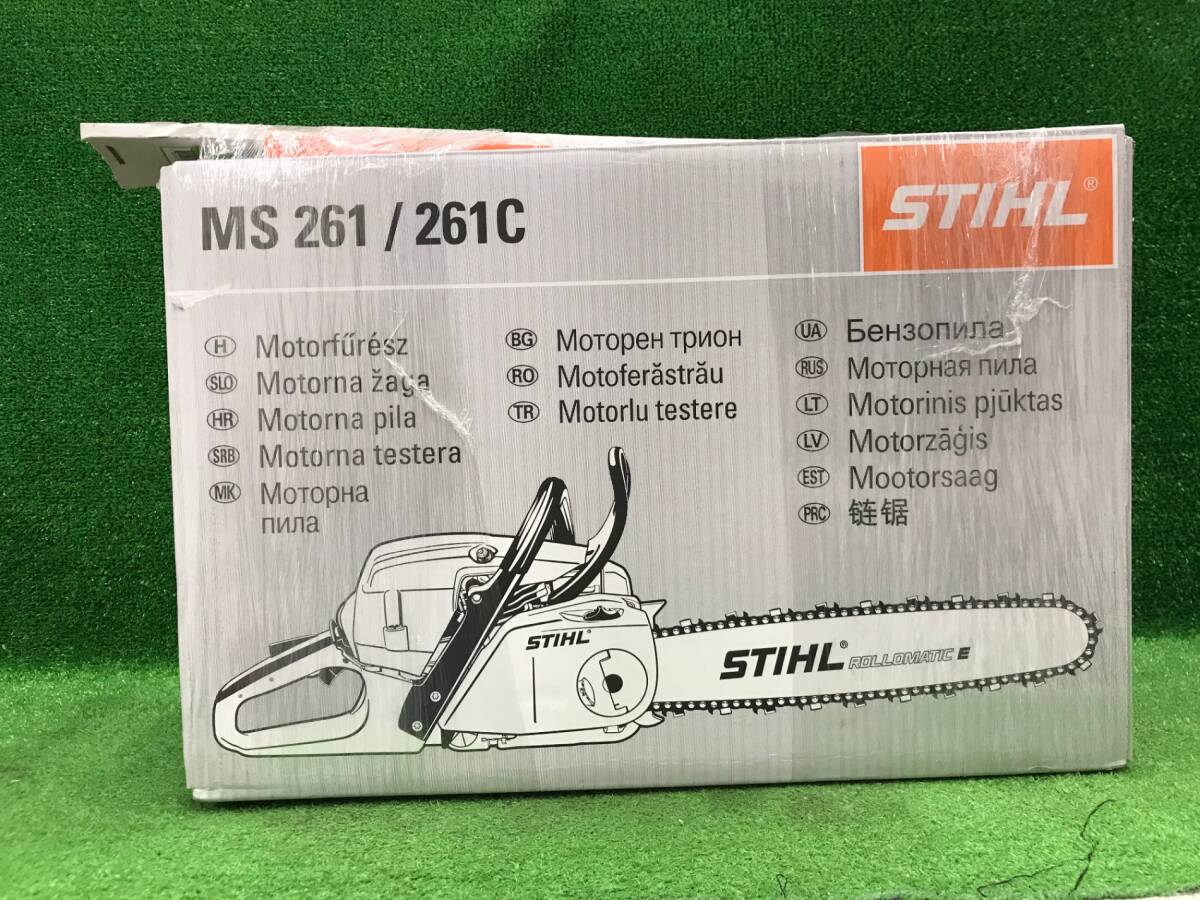 MS 261 / 261C
STIHL®
H Motorfűrész
SLO Motorna žaga
HR Motorna pila
SRB Motorna testera
MK Моторна
пила
BG Моторен трион
RO Motoferăstrău
TR Motorlu testere
UA Бензопила
RUS Моторная пила
LT Motorinis pjūktas
LV Motorzāģis
EST Mootorsaag
PRC 链锯
STIHL®
STIHL® ROLLOMATIC E